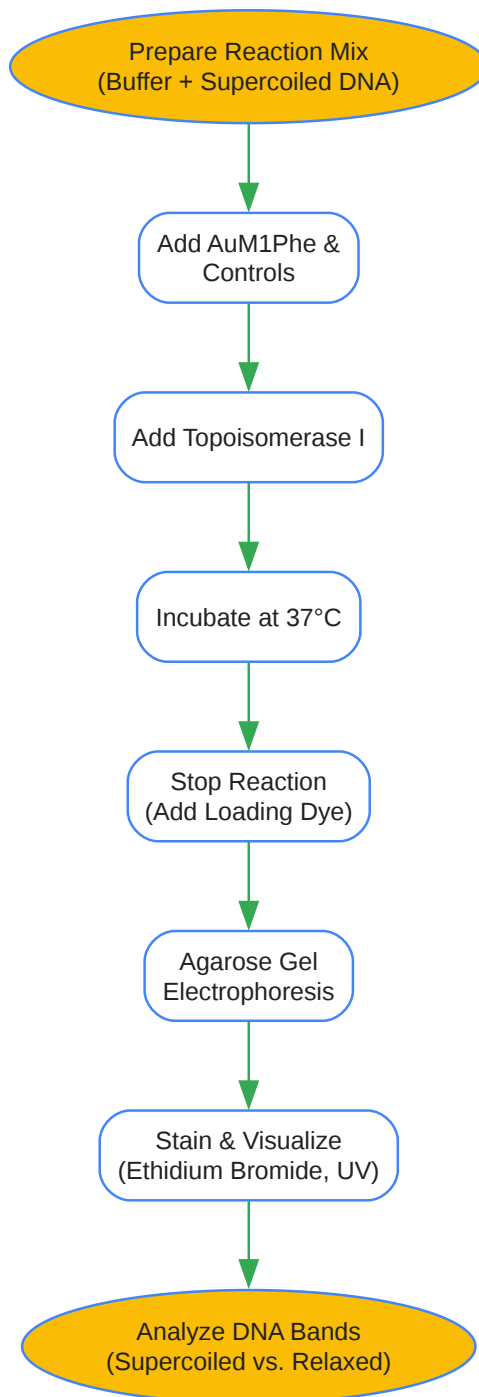 Prepare Reaction Mix
(Buffer + Supercoiled DNA)
Add AuM1Phe &
Controls
Add Topoisomerase I
Incubate at 37°C
Stop Reaction
(Add Loading Dye)
Agarose Gel
Electrophoresis
Stain & Visualize
(Ethidium Bromide, UV)
Analyze DNA Bands
(Supercoiled vs. Relaxed)